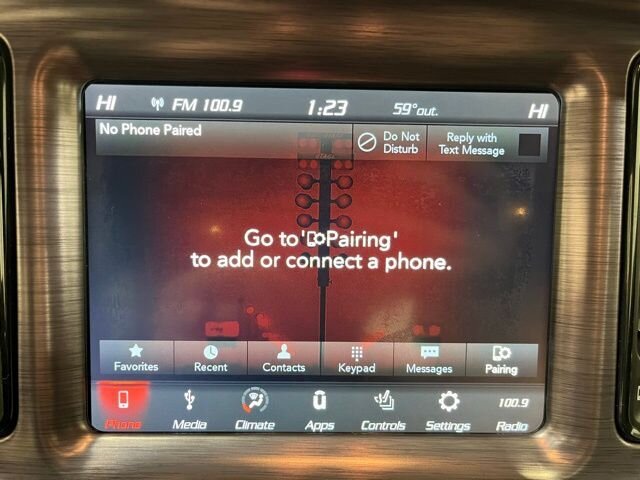 HI FM 100.9 1:23 59°out. HI
No Phone Paired
Do Not
Disturb
Reply with
Text Message
STAGE
Go to 'Pairing'
to add or connect a phone.
Favorites Recent Contacts Keypad Messages Pairing
100.9
Phone Media Climate Apps Controls Settings Radio